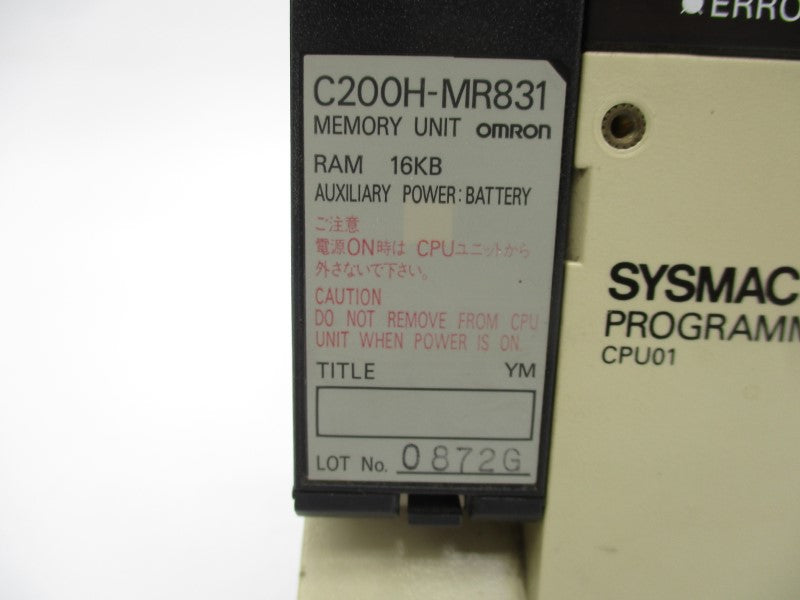 ERRO
C200H-MR831
MEMORY UNIT OMRON
RAM 16KB
AUXILIARY POWER: BATTERY
ご注意
電源ON時は CPUユニットから
外さないで下さい。
CAUTION
DO NOT REMOVE FROM CPU
UNIT WHEN POWER IS ON.
TITLE YM
LOT No. 0872G
SYSMAC
PROGRAMM
CPU01